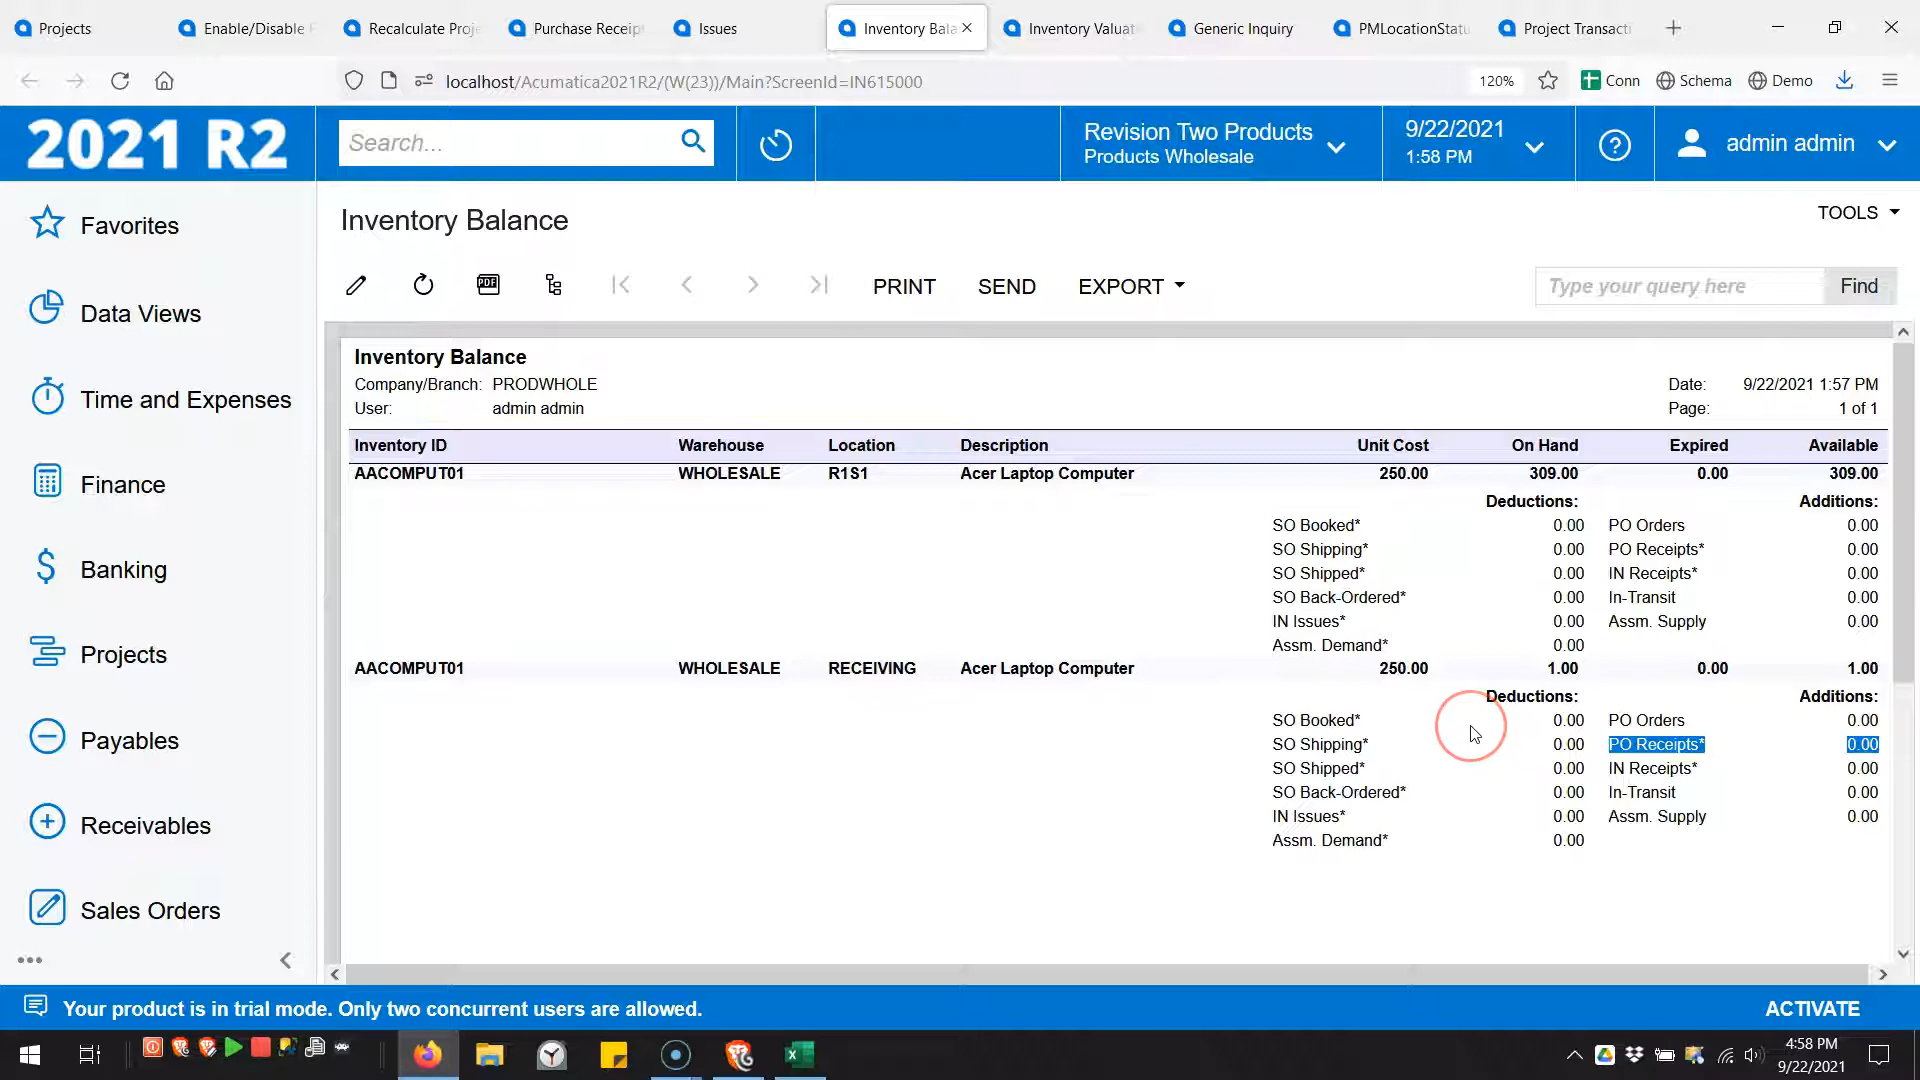 Projects
Enable/Disable
Recalculate Proje
Purchase Receip
Issues
Inventory Bala
Inventory Valuat
Generic Inquiry
PMLocationStatu
Project Transacti
localhost/Acumatica2021R2/(W(23))/Main?ScreenId=IN615000
120%
Conn
Schema
Demo
2021 R2
Search...
Revision Two Products
Products Wholesale
9/22/2021
1:58 PM
admin admin
Favorites
Data Views
Time and Expenses
Finance
Banking
Projects
Payables
Receivables
Sales Orders
Inventory Balance
TOOLS
PDF
PRINT
SEND
EXPORT
Type your query here
Find
Inventory Balance
Company/Branch: PRODWHOLE
User: admin admin
Date: 9/22/2021 1:57 PM
Page: 1 of 1
Inventory ID Warehouse Location Description Unit Cost On Hand Expired Available
AACOMPUT01 WHOLESALE R1S1 Acer Laptop Computer 250.00 309.00 0.00 309.00
Deductions: Additions:
SO Booked* 0.00 PO Orders 0.00
SO Shipping* 0.00 PO Receipts* 0.00
SO Shipped* 0.00 IN Receipts* 0.00
SO Back-Ordered* 0.00 In-Transit 0.00
IN Issues* 0.00 Assm. Supply 0.00
Assm. Demand* 0.00
AACOMPUT01 WHOLESALE RECEIVING Acer Laptop Computer 250.00 1.00 0.00 1.00
Deductions: Additions:
SO Booked* 0.00 PO Orders 0.00
SO Shipping* 0.00 PO Receipts* 0.00
SO Shipped* 0.00 IN Receipts* 0.00
SO Back-Ordered* 0.00 In-Transit 0.00
IN Issues* 0.00 Assm. Supply 0.00
Assm. Demand* 0.00
Your product is in trial mode. Only two concurrent users are allowed.
ACTIVATE
4:58 PM
9/22/2021